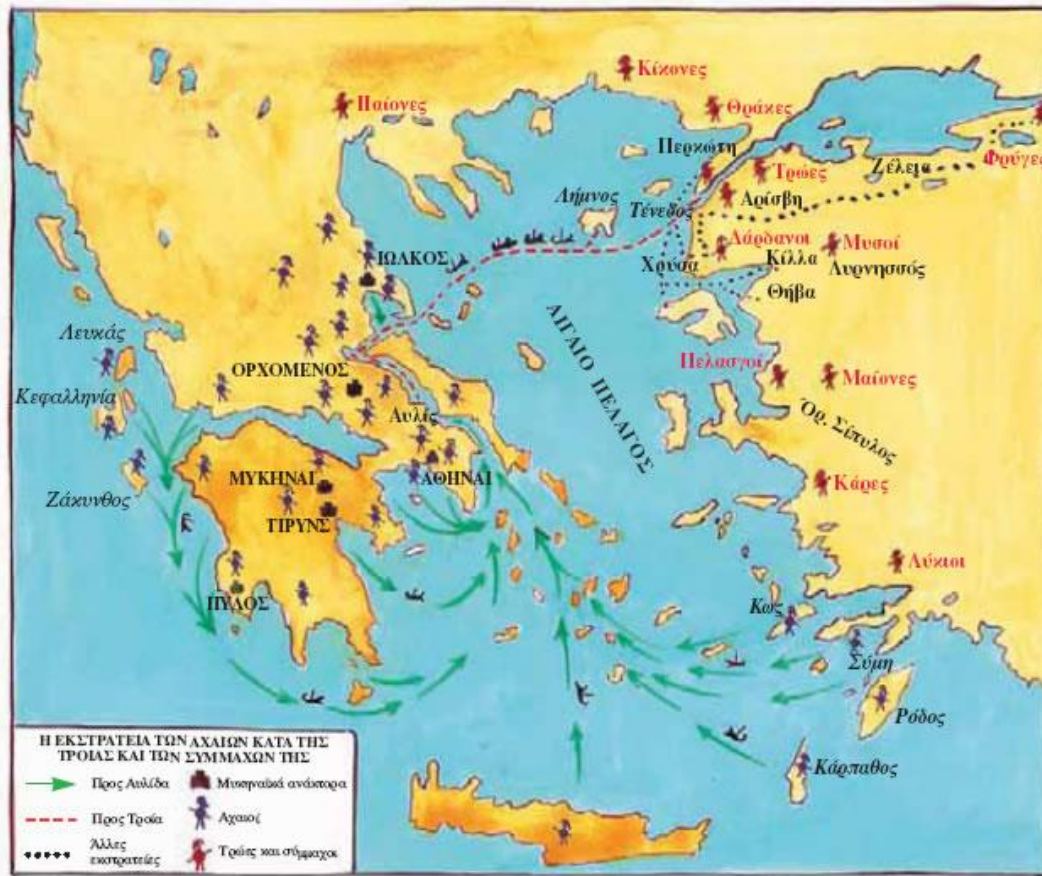 Κίκονες
Παίονες
Θράκες
Περκώτη
Τρώες
Ζέλεια
Φρύγες
Λήμνος
Τένεδος
Αρίσβη
Δάρδανοι
Μυσοί
ΙΩΛΚΟΣ
Χρύσα
Κίλλα
Λυρνησσός
Θήβα
Λευκάς
ΑΙΓΑΙΟ ΠΕΛΑΓΟΣ
ΟΡΧΟΜΕΝΟΣ
Πελασγοί
Μαίονες
Κεφαλληνία
Αυλίς
Όρ. Σίπυλος
ΜΥΚΗΝΑΙ
ΑΘΗΝΑΙ
Ζάκυνθος
Κάρες
ΤΙΡΥΝΣ
Λύκιοι
ΠΥΛΟΣ
Κως
Σύμη
Ρόδος
Κάρπαθος
Η ΕΚΣΤΡΑΤΕΙΑ ΤΩΝ ΑΧΑΙΩΝ ΚΑΤΑ ΤΗΣ
ΤΡΟΙΑΣ ΚΑΙ ΤΩΝ ΣΥΜΜΑΧΩΝ ΤΗΣ
Προς Αυλίδα
Μυκηναϊκά ανάκτορα
Προς Τροία
Αχαιοί
Άλλες
εκστρατείες
Τρώες και σύμμαχοι